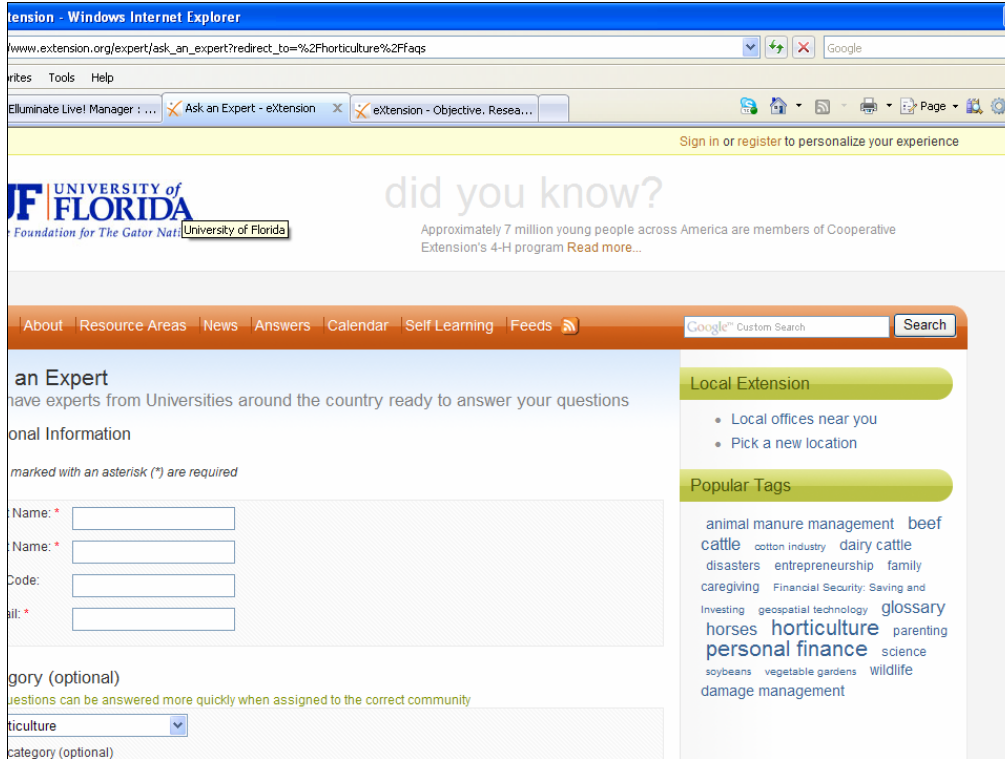 tension - Windows Internet Explorer
/www.extension.org/expert/ask_an_expert?redirect_to=%2Fhorticulture%2Ffaqs
Google
rites Tools Help
Elluminate Live! Manager : ... Ask an Expert - eXtension X eXtension - Objective. Resea...
Page
Sign in or register to personalize your experience
UF UNIVERSITY of FLORIDA
Foundation for The Gator Nati
University of Florida
did you know?
Approximately 7 million young people across America are members of Cooperative
Extension's 4-H program Read more...
About Resource Areas News Answers Calendar Self Learning Feeds
Google™ Custom Search Search
an Expert
have experts from Universities around the country ready to answer your questions
onal Information
marked with an asterisk (*) are required
t Name: *
t Name: *
Code:
ail: *
gory (optional)
uestions can be answered more quickly when assigned to the correct community
ticulture
category (optional)
Local Extension
Local offices near you
Pick a new location
Popular Tags
animal manure management beef
cattle cotton industry dairy cattle
disasters entrepreneurship family
caregiving Financial Security: Saving and
Investing geospatial technology glossary
horses horticulture parenting
personal finance science
soybeans vegetable gardens wildlife
damage management